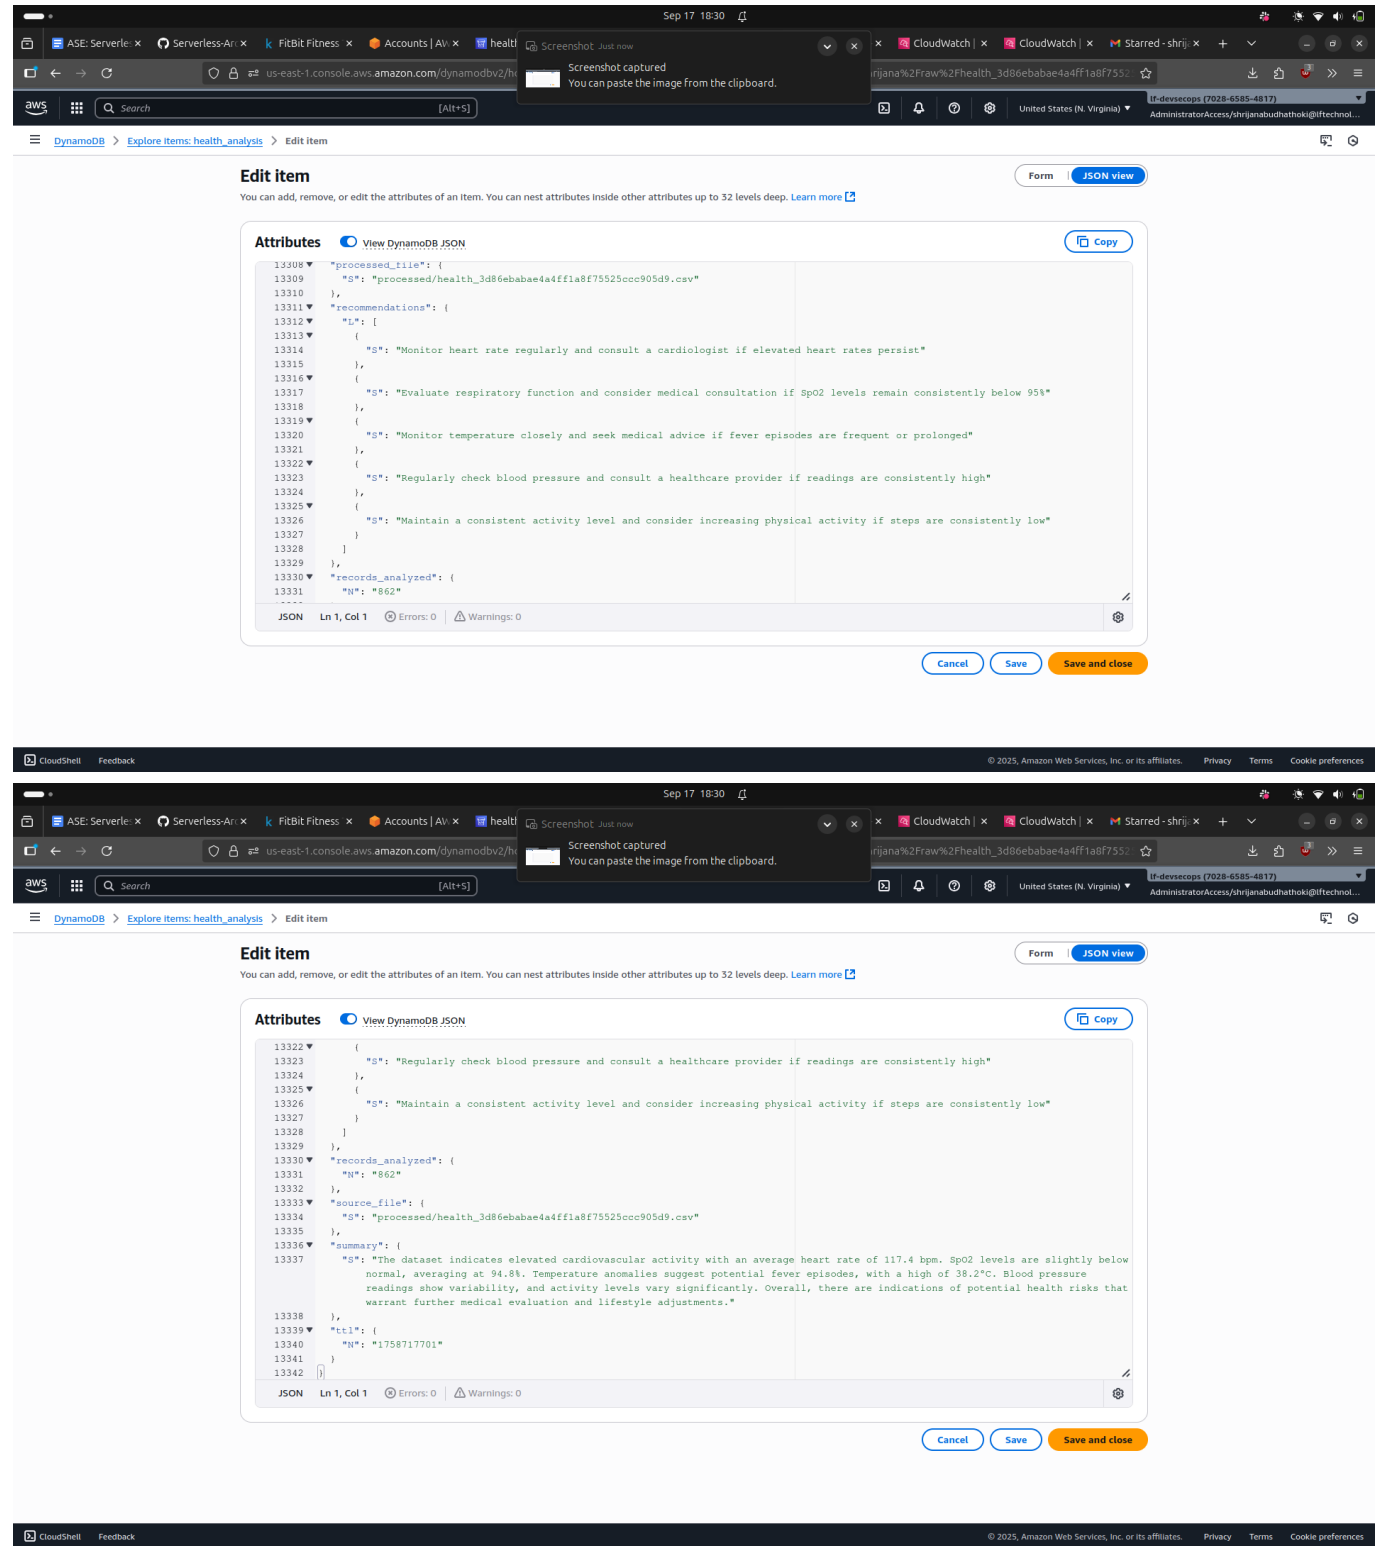 Sep 17 18:30
ASE: Serverle
Serverless-Arc
FitBit Fitness
Accounts | AW
healt
Screenshot Just now
Screenshot captured
You can paste the image from the clipboard.
CloudWatch |
CloudWatch |
Starred - shrij
us-east-1.console.aws.amazon.com/dynamodbv2/h
rijana%2Fraw%2Fhealth_3d86ebabae4a4ff1a8f7552
aws
Search
[Alt+S]
United States (N. Virginia)
lf-devsecops (7028-6585-4817)
AdministratorAccess/shrijanabudhathoki@lftechnol...
DynamoDB > Explore items: health_analysis > Edit item
Edit item
Form | JSON view
You can add, remove, or edit the attributes of an item. You can nest attributes inside other attributes up to 32 levels deep. Learn more
Attributes
View DynamoDB JSON
Copy
13308 "processed_file": {
13309 "S": "processed/health_3d86ebabae4a4ff1a8f75525ccc905d9.csv"
13310 },
13311 "recommendations": {
13312 "L": [
13313 {
13314 "S": "Monitor heart rate regularly and consult a cardiologist if elevated heart rates persist"
13315 },
13316 {
13317 "S": "Evaluate respiratory function and consider medical consultation if SpO2 levels remain consistently below 95%"
13318 },
13319 {
13320 "S": "Monitor temperature closely and seek medical advice if fever episodes are frequent or prolonged"
13321 },
13322 {
13323 "S": "Regularly check blood pressure and consult a healthcare provider if readings are consistently high"
13324 },
13325 {
13326 "S": "Maintain a consistent activity level and consider increasing physical activity if steps are consistently low"
13327 }
13328 ]
13329 },
13330 "records_analyzed": {
13331 "N": "862"
JSON Ln 1, Col 1 Errors: 0 Warnings: 0
Cancel
Save
Save and close
CloudShell Feedback
© 2025, Amazon Web Services, Inc. or its affiliates. Privacy Terms Cookie preferences
Sep 17 18:30
ASE: Serverle
Serverless-Arc
FitBit Fitness
Accounts | AW
healt
Screenshot Just now
Screenshot captured
You can paste the image from the clipboard.
CloudWatch |
CloudWatch |
Starred - shrij
us-east-1.console.aws.amazon.com/dynamodbv2/h
rijana%2Fraw%2Fhealth_3d86ebabae4a4ff1a8f7552
aws
Search
[Alt+S]
United States (N. Virginia)
lf-devsecops (7028-6585-4817)
AdministratorAccess/shrijanabudhathoki@lftechnol...
DynamoDB > Explore items: health_analysis > Edit item
Edit item
Form | JSON view
You can add, remove, or edit the attributes of an item. You can nest attributes inside other attributes up to 32 levels deep. Learn more
Attributes
View DynamoDB JSON
Copy
13322 {
13323 "S": "Regularly check blood pressure and consult a healthcare provider if readings are consistently high"
13324 },
13325 {
13326 "S": "Maintain a consistent activity level and consider increasing physical activity if steps are consistently low"
13327 }
13328 ]
13329 },
13330 "records_analyzed": {
13331 "N": "862"
13332 },
13333 "source_file": {
13334 "S": "processed/health_3d86ebabae4a4ff1a8f75525ccc905d9.csv"
13335 },
13336 "summary": {
13337 "S": "The dataset indicates elevated cardiovascular activity with an average heart rate of 117.4 bpm. SpO2 levels are slightly below
normal, averaging at 94.8%. Temperature anomalies suggest potential fever episodes, with a high of 38.2°C. Blood pressure
readings show variability, and activity levels vary significantly. Overall, there are indications of potential health risks that
warrant further medical evaluation and lifestyle adjustments."
13338 },
13339 "ttl": {
13340 "N": "1758717701"
13341 }
13342 }
JSON Ln 1, Col 1 Errors: 0 Warnings: 0
Cancel
Save
Save and close
CloudShell Feedback
© 2025, Amazon Web Services, Inc. or its affiliates. Privacy Terms Cookie preferences